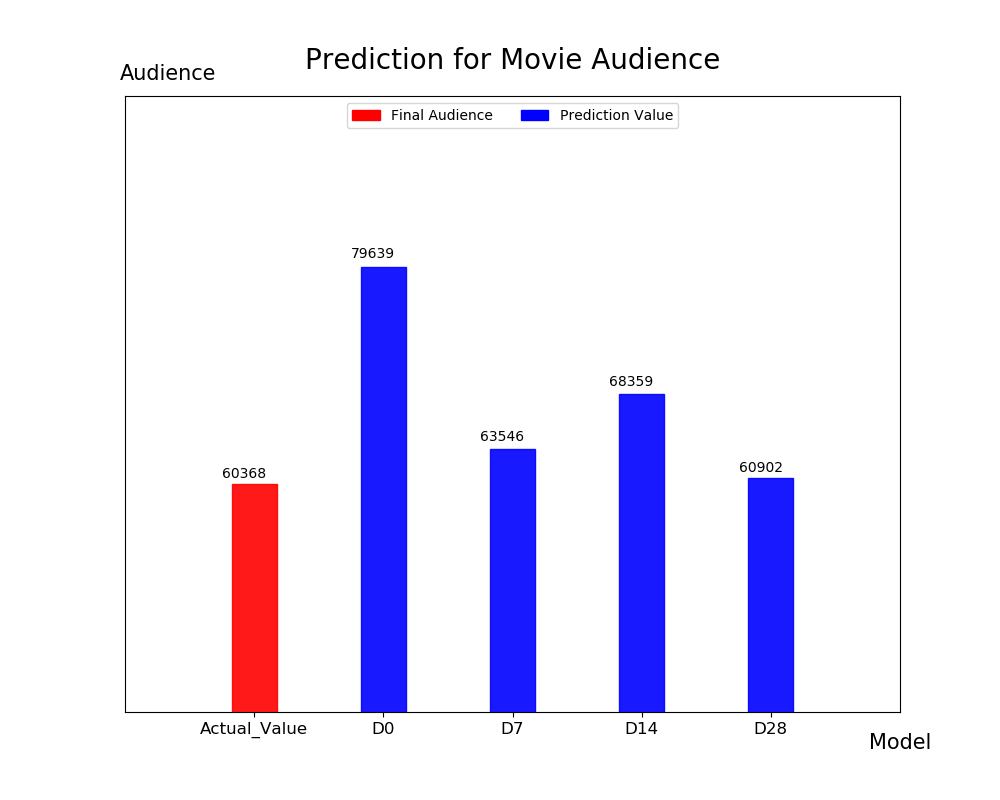 Prediction for Movie Audience
Audience
Final Audience Prediction Value
79639
68359
63546
60902
60368
Actual_Value D0 D7 D14 D28
Model